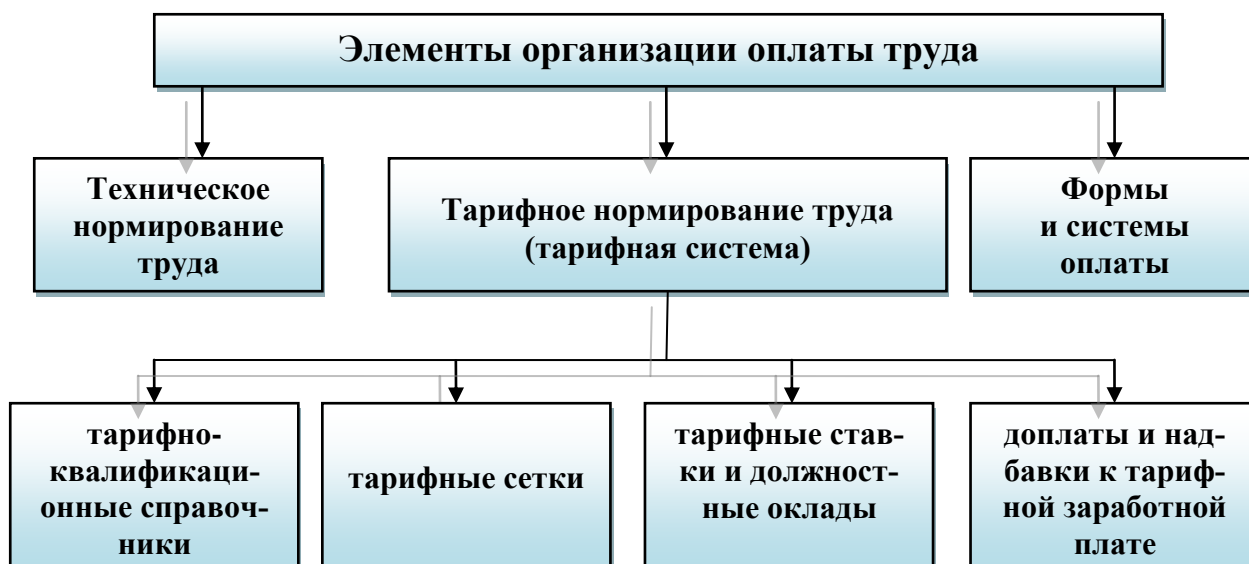 Элементы организации оплаты труда
Техническое
нормирование
труда
Тарифное нормирование труда
(тарифная система)
Формы
и системы
оплаты
тарифно-
квалификаци-
онные справоч-
ники
тарифные сетки
тарифные став-
ки и должност-
ные оклады
доплаты и над-
бавки к тариф-
ной заработной
плате